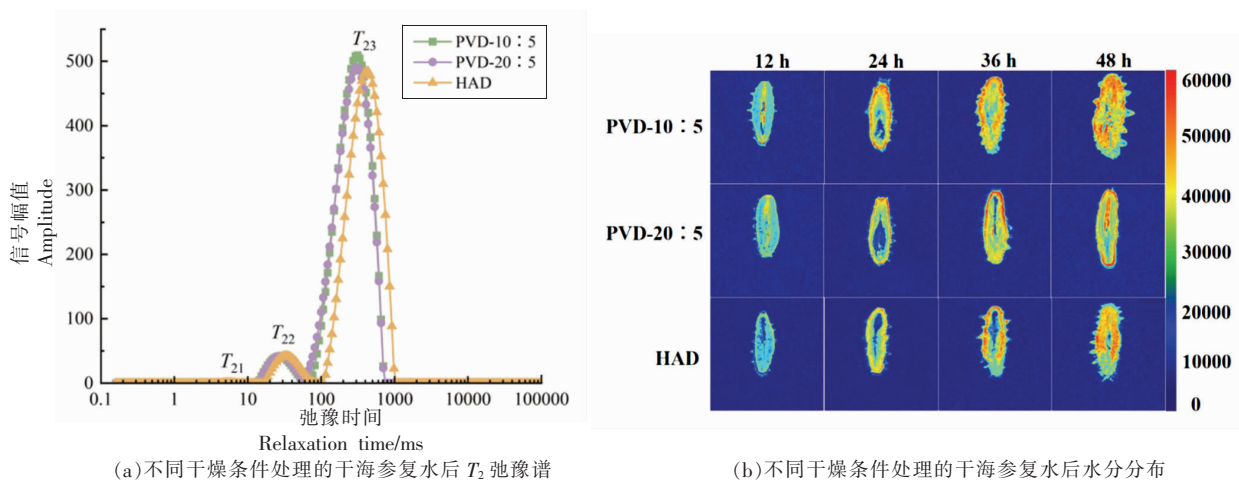 T23
PVD-10：5
PVD-20：5
HAD
500
400
300
200
100
0
T22
T21
信号幅值
Amplitude
0.1 1 10 100 1000 10000 100000
弛豫时间
Relaxation time/ms
(a)不同干燥条件处理的干海参复水后 T2 弛豫谱
12 h 24 h 36 h 48 h
PVD-10：5
PVD-20：5
HAD
60000
50000
40000
30000
20000
10000
0
(b)不同干燥条件处理的干海参复水后水分分布